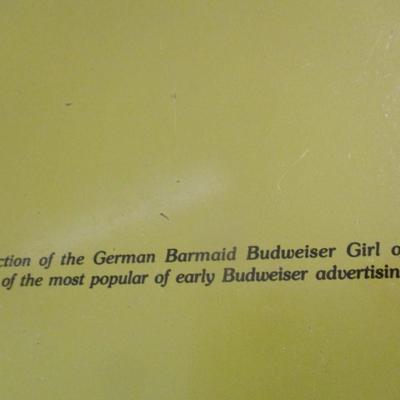 ction of the German Barmaid Budweiser Girl o
of the most popular of early Budweiser advertisin